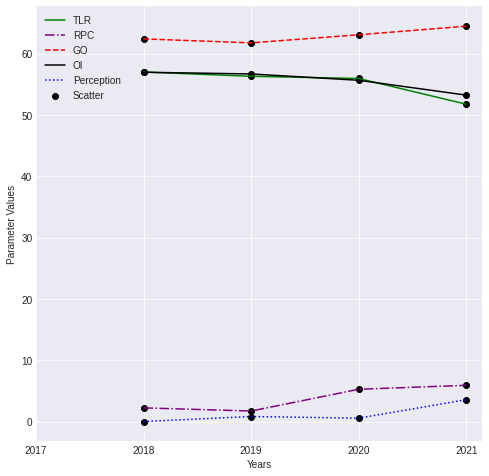 TLR
RPC
GO
OI
Perception
Scatter
60
50
40
30
20
10
0
Parameter Values
2017 2018 2019 2020 2021
Years